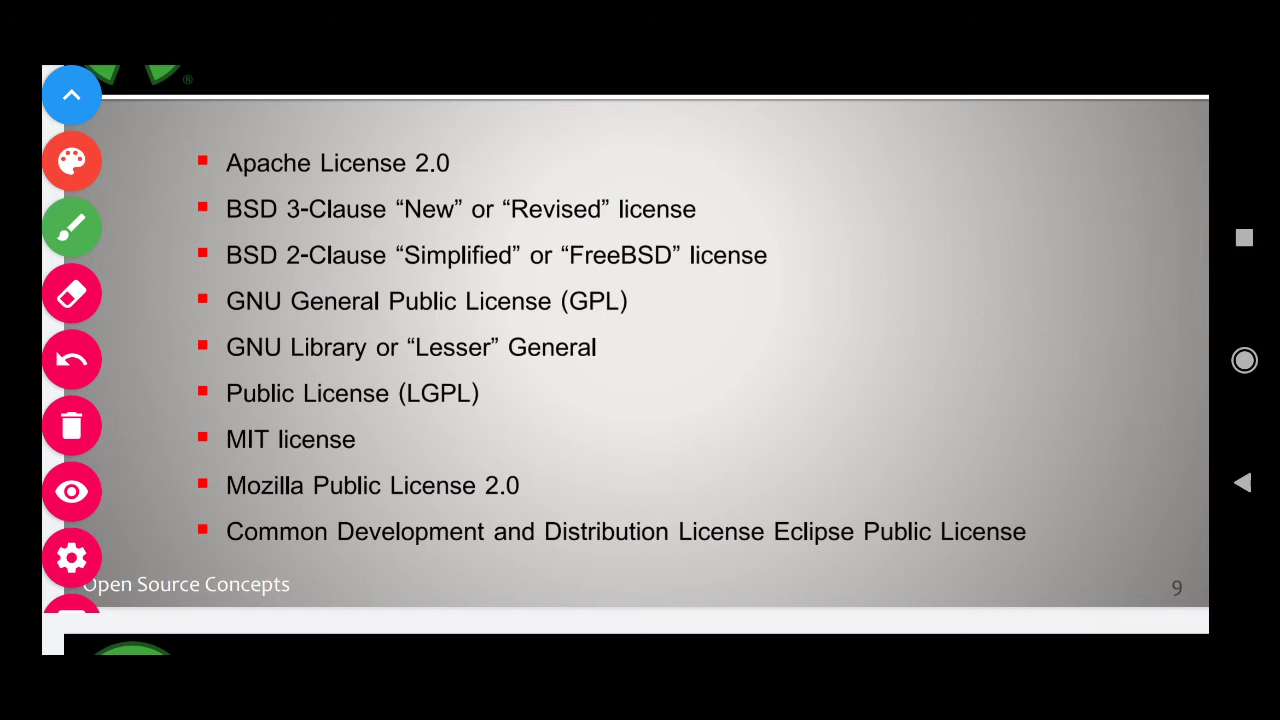 ®
Apache License 2.0
BSD 3-Clause “New” or “Revised” license
BSD 2-Clause “Simplified” or “FreeBSD” license
GNU General Public License (GPL)
GNU Library or “Lesser” General
Public License (LGPL)
MIT license
Mozilla Public License 2.0
Common Development and Distribution License Eclipse Public License
Open Source Concepts
9